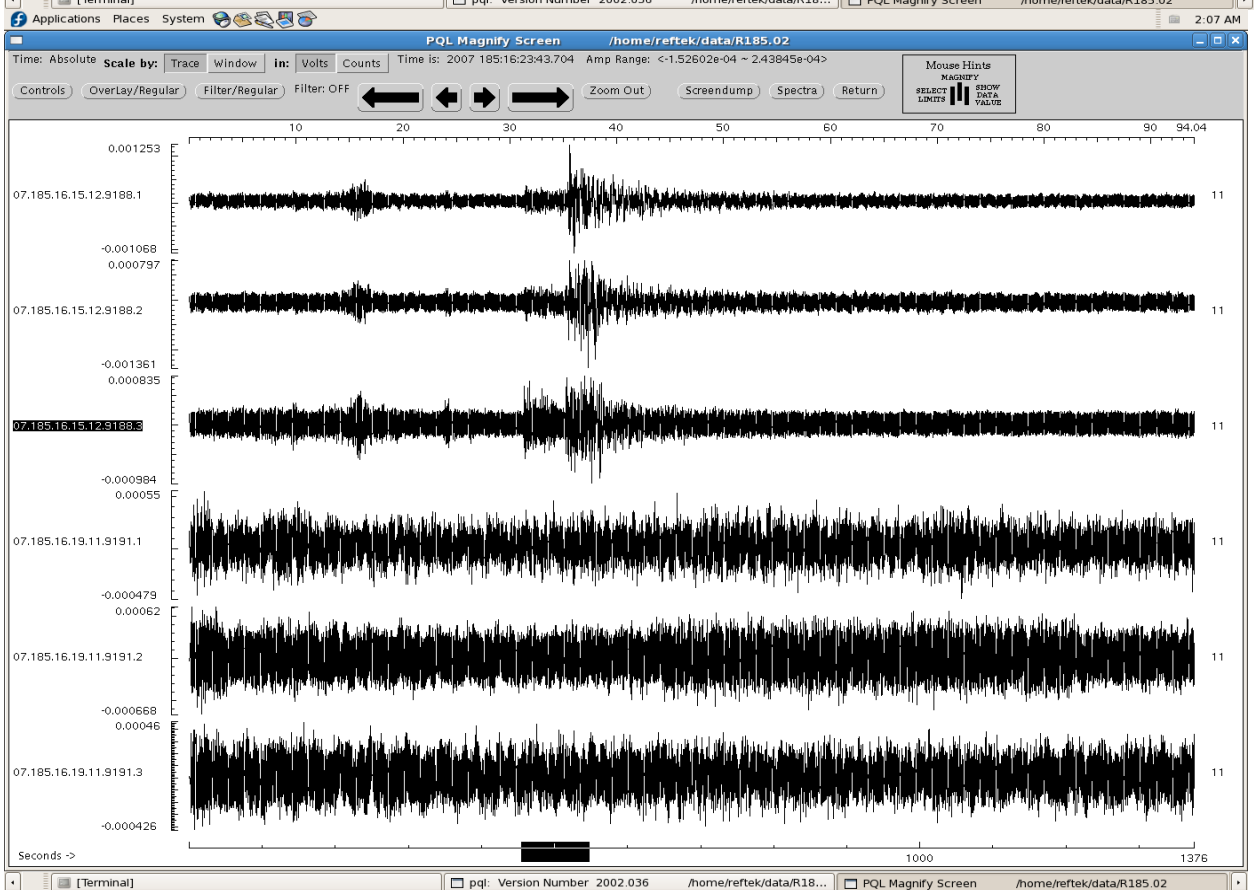 [Terminal] pql: Version Number 2002.036 /home/reftek/data/R18... PQL Magnify Screen /home/reftek/data/R185.02
Applications Places System 2:07 AM
PQL Magnify Screen /home/reftek/data/R185.02
Time: Absolute Scale by: Trace Window in: Volts Counts Time is: 2007 185:16:23:43.704 Amp Range: <-1.52602e-04 ~ 2.43845e-04>
Mouse Hints
MAGNIFY
SELECT LIMITS
SHOW DATA VALUE
Controls OverLay/Regular Filter/Regular Filter: OFF Zoom Out Screendump Spectra Return
10 20 30 40 50 60 70 80 90 94.04
0.001253
07.185.16.15.12.9188.1 11
-0.001068
0.000797
07.185.16.15.12.9188.2 11
-0.001361
0.000835
07.185.16.15.12.9188.3 11
-0.000984
0.00055
07.185.16.19.11.9191.1 11
-0.000479
0.00062
07.185.16.19.11.9191.2 11
-0.000668
0.00046
07.185.16.19.11.9191.3 11
-0.000426
Seconds -> 1000 1376
[Terminal] pql: Version Number 2002.036 /home/reftek/data/R18... PQL Magnify Screen /home/reftek/data/R185.02